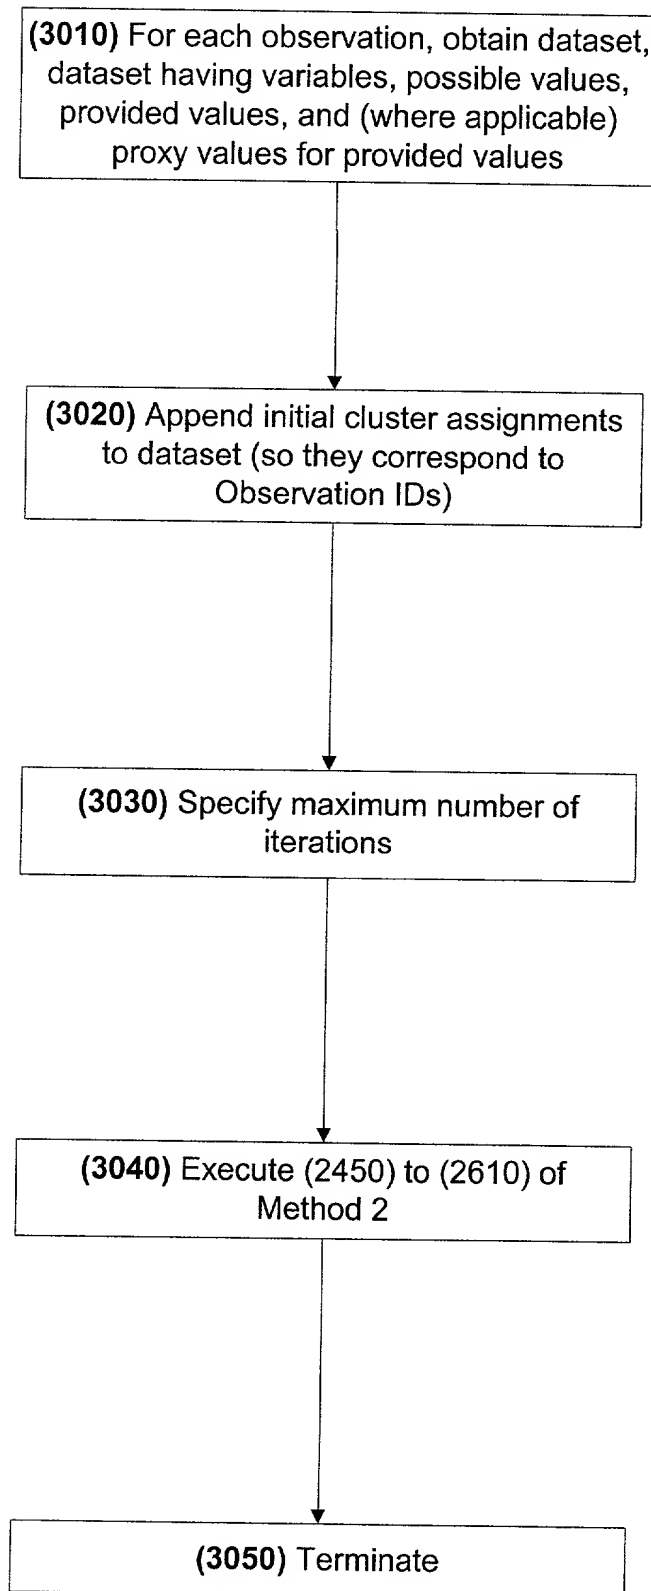 (3010) For each observation, obtain dataset,
dataset having variables, possible values,
provided values, and (where applicable)
proxy values for provided values
(3020) Append initial cluster assignments
to dataset (so they correspond to
Observation IDs)
(3030) Specify maximum number of
iterations
(3040) Execute (2450) to (2610) of
Method 2
(3050) Terminate